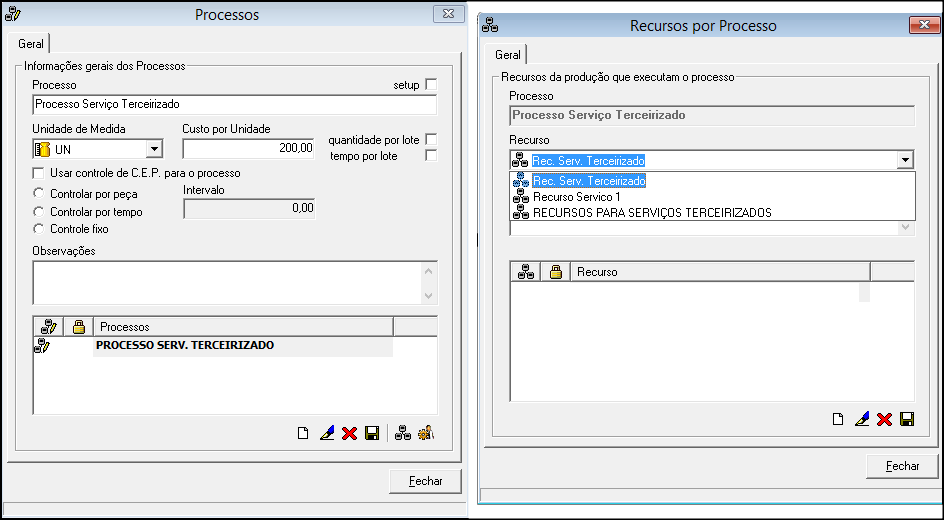 Processos
Geral
Informações gerais dos Processos
Processo
setup
Processo Serviço Terceirizado
Unidade de Medida
Custo por Unidade
UN
200,00
quantidade por lote
tempo por lote
Usar controle de C.E.P. para o processo
Controlar por peça
Intervalo
Controlar por tempo
0,00
Controle fixo
Observações
Processos
PROCESSO SERV. TERCEIRIZADO
Fechar
Recursos por Processo
Geral
Recursos da produção que executam o processo
Processo
Processo Serviço Terceirizado
Recurso
Rec. Serv. Terceirizado
Rec. Serv. Terceirizado
Recurso Servico 1
RECURSOS PARA SERVIÇOS TERCEIRIZADOS
Recurso
Fechar